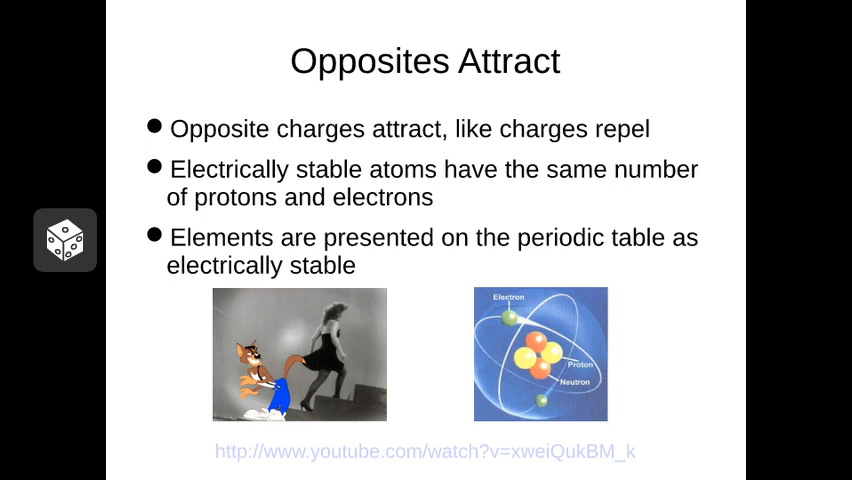 Opposites Attract
● Opposite charges attract, like charges repel
● Electrically stable atoms have the same number
of protons and electrons
● Elements are presented on the periodic table as
electrically stable
Electron
Proton
Neutron
http://www.youtube.com/watch?v=xweiQukBM_k